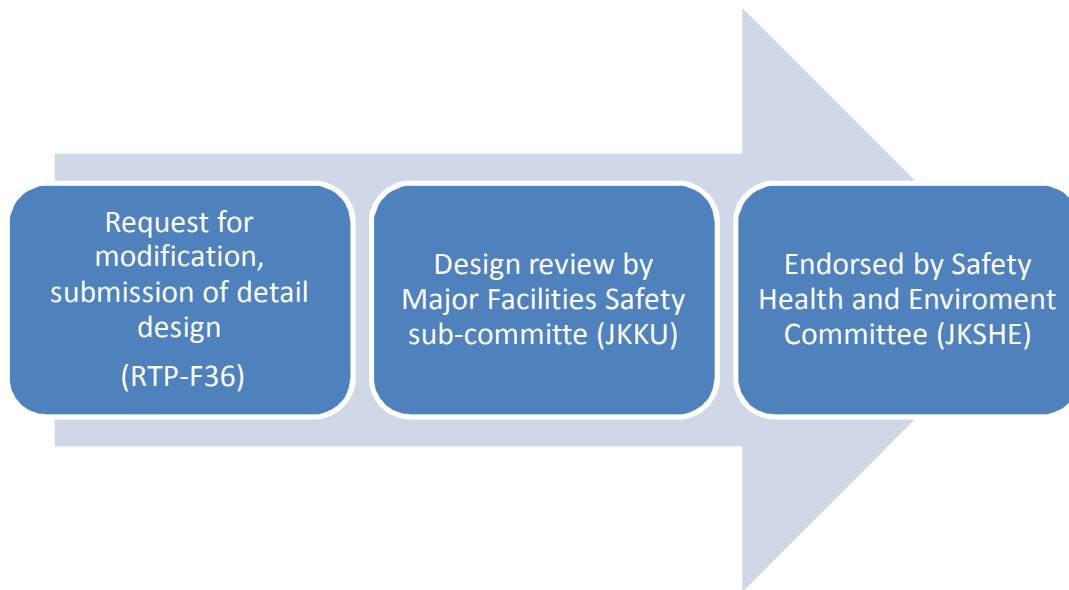 Request for
modification,
submission of detail
design
(RTP-F36)
Design review by
Major Facilities Safety
sub-committe (JKKU)
Endorsed by Safety
Health and Enviroment
Committee (JKSHE)